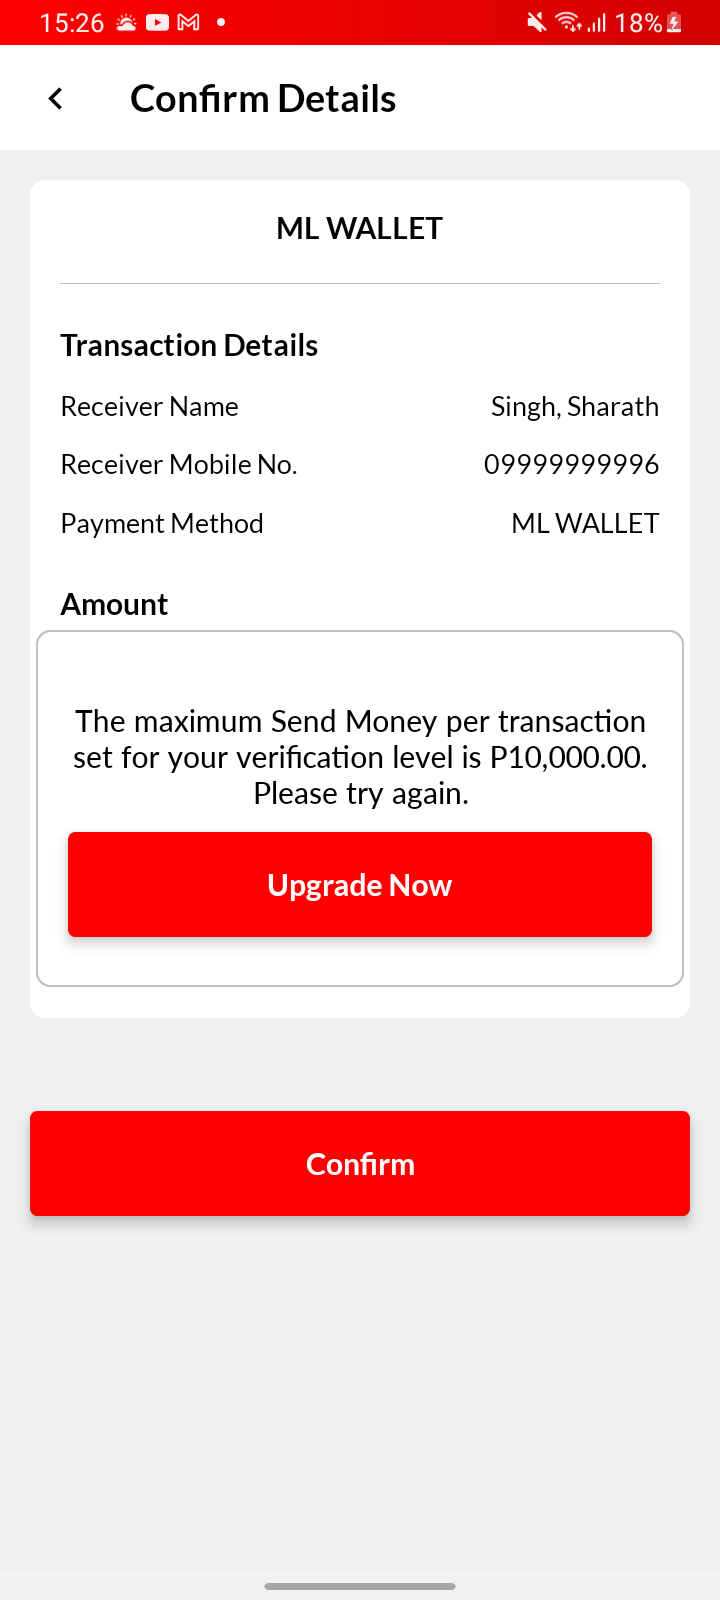 15:26 18%
Confirm Details
ML WALLET
Transaction Details
Receiver Name Singh, Sharath
Receiver Mobile No. 09999999996
Payment Method ML WALLET
Amount
The maximum Send Money per transaction
set for your verification level is P10,000.00.
Please try again.
Upgrade Now
Confirm